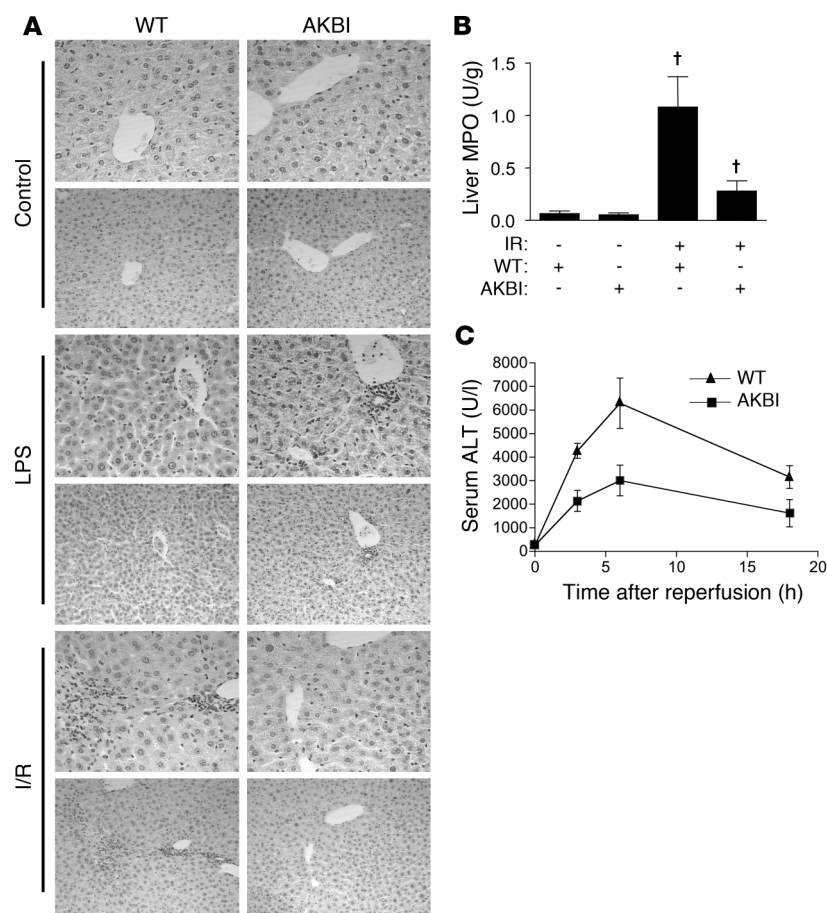 A
WT AKBI
Control
LPS
I/R
B
Liver MPO (U/g)
1.5
1.0
0.5
0.0
† †
IR: - - + +
WT: + - + -
AKBI: - + - +
C
Serum ALT (U/l)
8000
7000
6000
5000
4000
3000
2000
1000
0
WT
AKBI
0 5 10 15 20
Time after reperfusion (h)